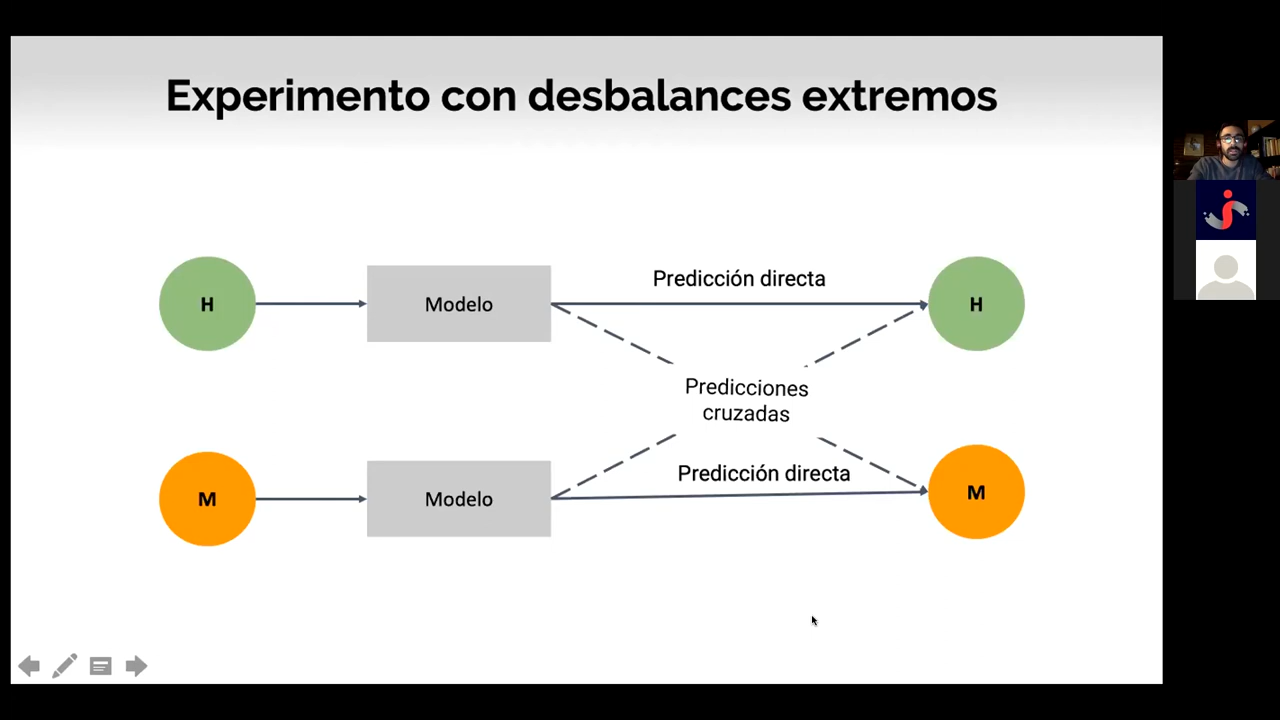 Experimento con desbalances extremos
Predicción directa
H
Modelo
H
Predicciones
cruzadas
Predicción directa
M
Modelo
M